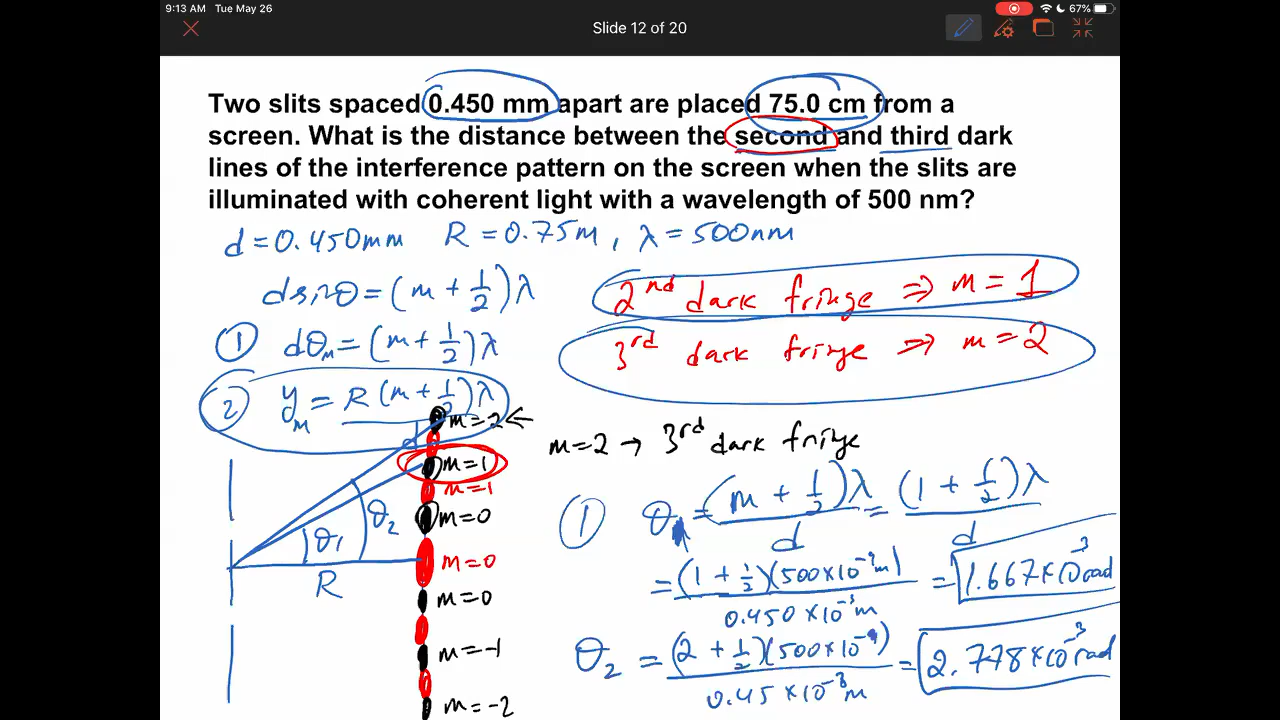 9:13 AM Tue May 26
67%
Slide 12 of 20
Two slits spaced 0.450 mm apart are placed 75.0 cm from a
screen. What is the distance between the second and third dark
lines of the interference pattern on the screen when the slits are
illuminated with coherent light with a wavelength of 500 nm?
d = 0.450mm R = 0.75m, λ = 500nm
dsinθ = (m + 1/2)λ
2nd dark fringe ⇒ m = 1
① dθm = (m + 1/2)λ
3rd dark fringe ⇒ m = 2
② ym = R(m + 1/2)λ / d
m=2 ←
m=2 → 3rd dark fringe
m=1
m=1
m=0
θ1 θ2
R
m=0
m=0
m=-1
m=-2
① θ1 = (m + 1/2)λ / d = (1 + 1/2)λ / d
= (1 + 1/2)(500×10⁻⁹m) / 0.450×10⁻³m = 1.667×10⁻³ rad
θ2 = (2 + 1/2)(500×10⁻⁹) / 0.45×10⁻³m = 2.778×10⁻³ rad